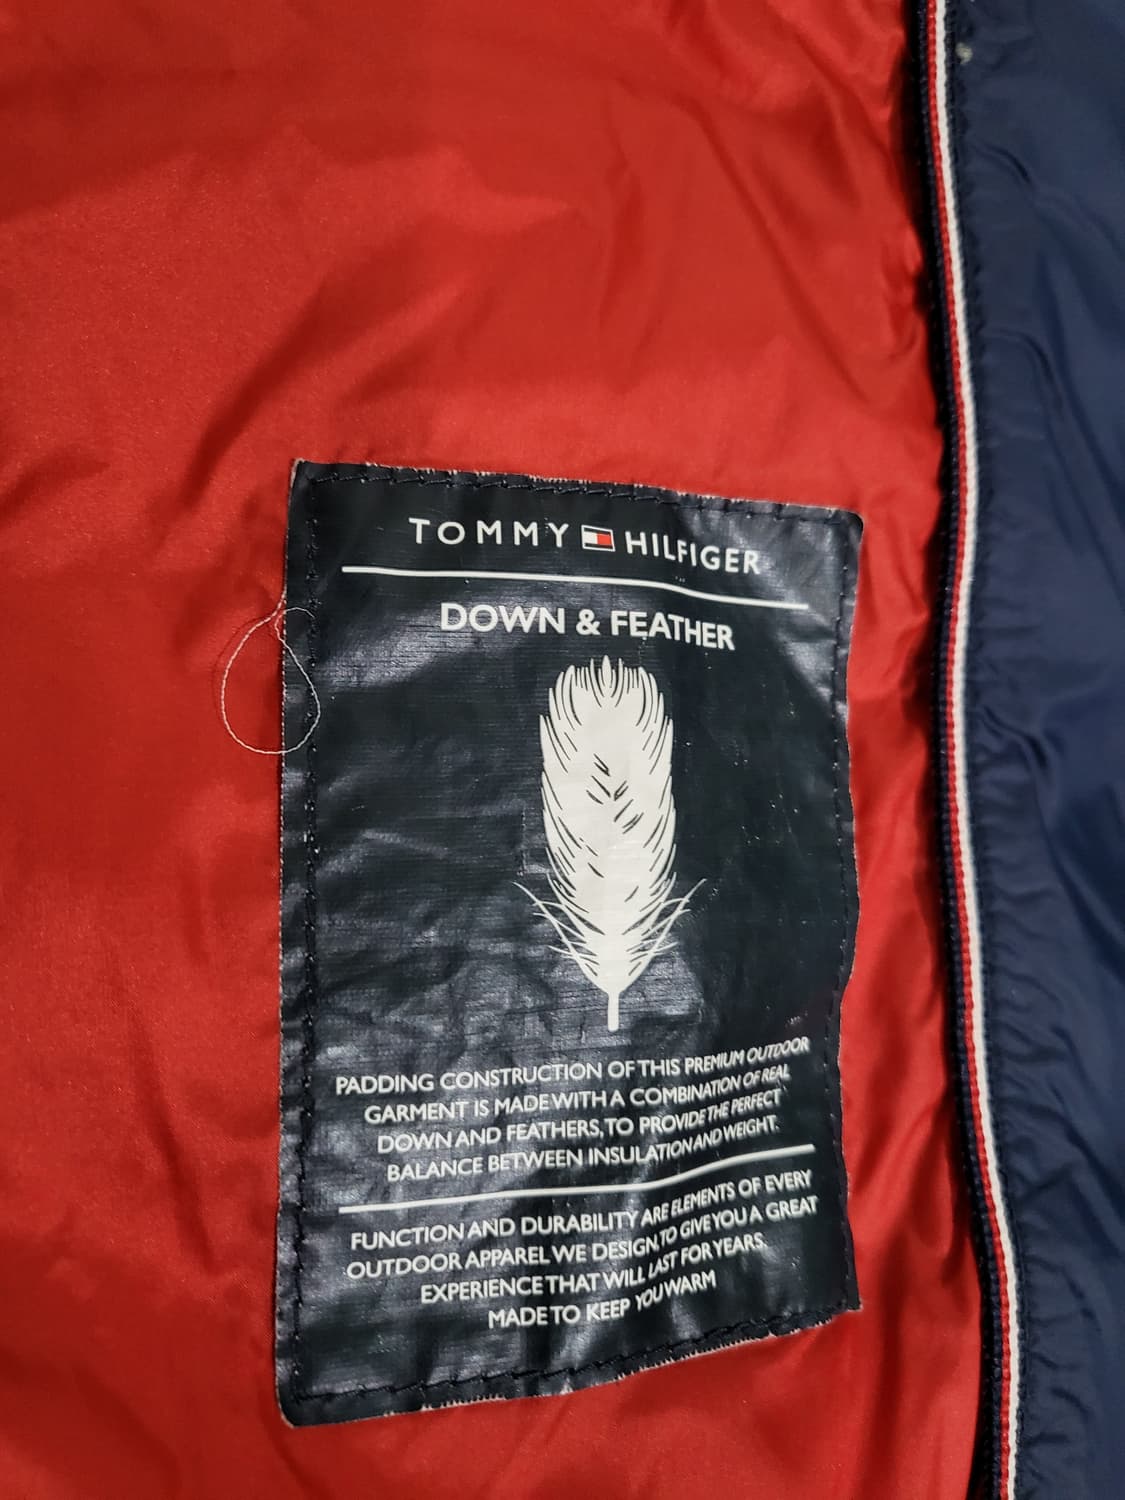 TOMMY HILFIGER
DOWN & FEATHER
PADDING CONSTRUCTION OF THIS PREMIUM OUTDOOR
GARMENT IS MADE WITH A COMBINATION OF REAL
DOWN AND FEATHERS, TO PROVIDE THE PERFECT
BALANCE BETWEEN INSULATION AND WEIGHT.
FUNCTION AND DURABILITY ARE ELEMENTS OF EVERY
OUTDOOR APPAREL WE DESIGN, TO GIVE YOU A GREAT
EXPERIENCE THAT WILL LAST FOR YEARS.
MADE TO KEEP YOU WARM